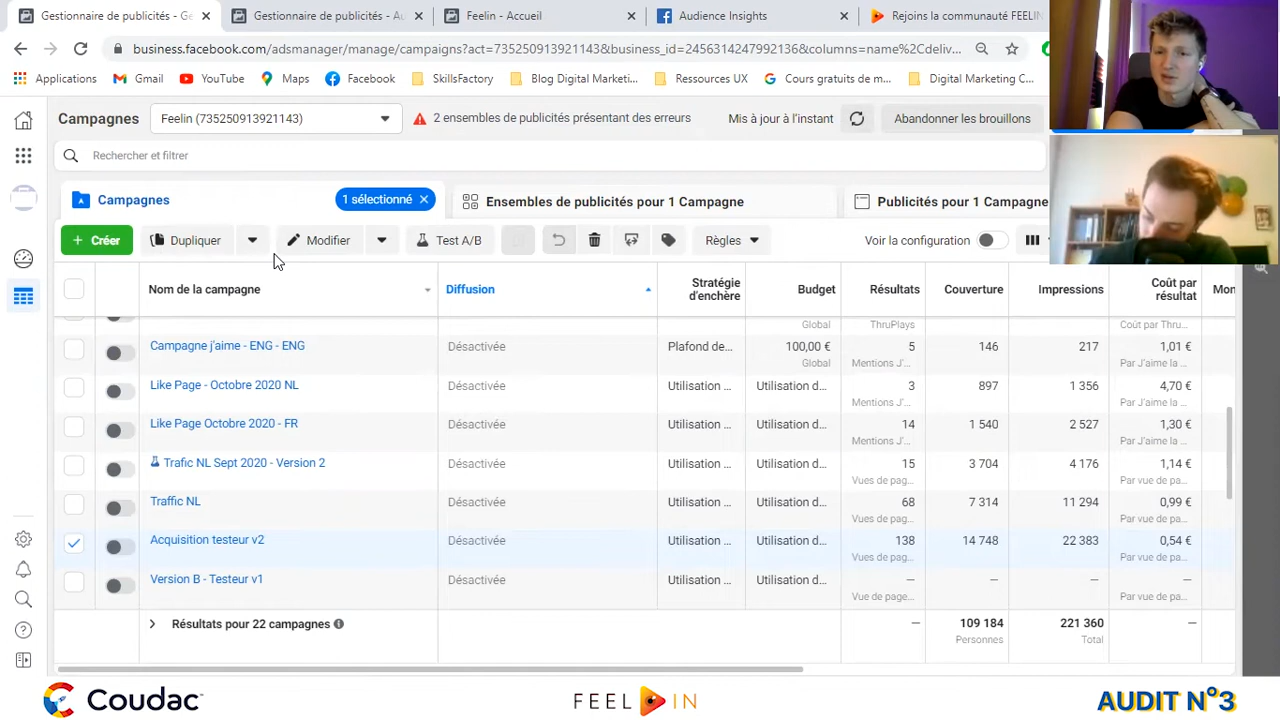 Gestionnaire de publicités - Ge
Gestionnaire de publicités - Au
Feelin - Accueil
Audience Insights
Rejoins la communauté FEELIN
business.facebook.com/adsmanager/manage/campaigns?act=735250913921143&business_id=2456314247992136&columns=name%2Cdeliv...
Applications
Gmail
YouTube
Maps
Facebook
SkillsFactory
Blog Digital Marketi...
Ressources UX
Cours gratuits de m...
Digital Marketing C...
Campagnes
Feelin (735250913921143)
2 ensembles de publicités présentant des erreurs
Mis à jour à l'instant
Abandonner les brouillons
Rechercher et filtrer
Campagnes
1 sélectionné
Ensembles de publicités pour 1 Campagne
Publicités pour 1 Campagne
+ Créer
Dupliquer
Modifier
Test A/B
Règles
Voir la configuration
Nom de la campagne
Diffusion
Stratégie d'enchère
Budget
Résultats
Couverture
Impressions
Coût par résultat
Mon
Global
ThruPlays
Coût par Thru...
Campagne j'aime - ENG - ENG
Désactivée
Plafond de...
100,00 €
5
146
217
1,01 €
Global
Mentions J'...
Par J'aime la ...
Like Page - Octobre 2020 NL
Désactivée
Utilisation ...
Utilisation d...
3
897
1 356
4,70 €
Mentions J'...
Par J'aime la ...
Like Page Octobre 2020 - FR
Désactivée
Utilisation ...
Utilisation d...
14
1 540
2 527
1,30 €
Mentions J'...
Par J'aime la ...
Trafic NL Sept 2020 - Version 2
Désactivée
Utilisation ...
Utilisation d...
15
3 704
4 176
1,14 €
Vues de pag...
Par vue de pa...
Traffic NL
Désactivée
Utilisation ...
Utilisation d...
68
7 314
11 294
0,99 €
Vues de pag...
Par vue de pa...
Acquisition testeur v2
Désactivée
Utilisation ...
Utilisation d...
138
14 748
22 383
0,54 €
Vues de pag...
Par vue de pa...
Version B - Testeur v1
Désactivée
Utilisation ...
Utilisation d...
—
—
—
—
Vue de page...
Par vue de pa...
Résultats pour 22 campagnes
—
109 184
221 360
—
Personnes
Total
Coudac
FEELIN
AUDIT N°3